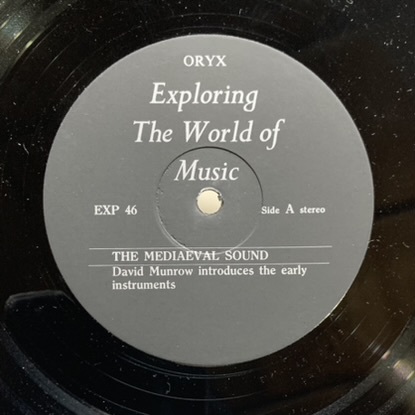 ORYX
Exploring
The World of
Music
EXP 46
Side A stereo
THE MEDIAEVAL SOUND
David Munrow introduces the early
instruments